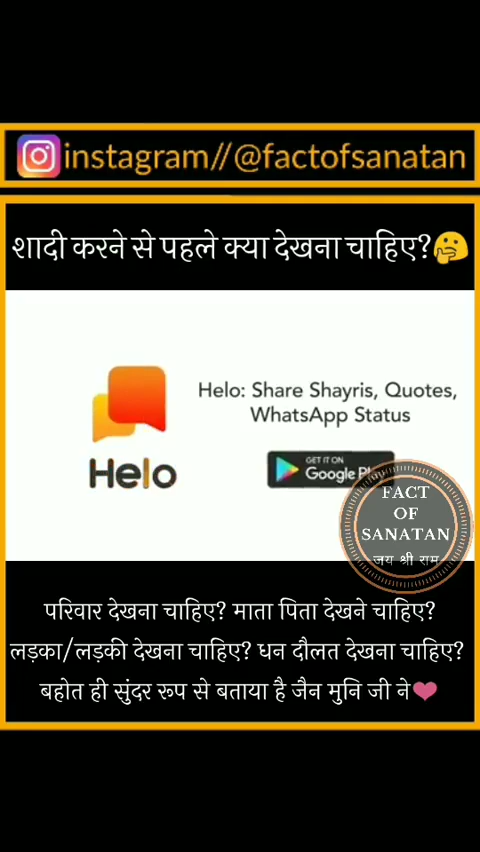 instagram//@factofsanatan
शादी करने से पहले क्या देखना चाहिए?🤔
Helo: Share Shayris, Quotes,
WhatsApp Status
Helo
GET IT ON
Google
FACT
OF
SANATAN
जय श्री राम
परिवार देखना चाहिए? माता पिता देखने चाहिए?
लड़का/लड़की देखना चाहिए? धन दौलत देखना चाहिए?
बहोत ही सुंदर रूप से बताया है जैन मुनि जी ने❤